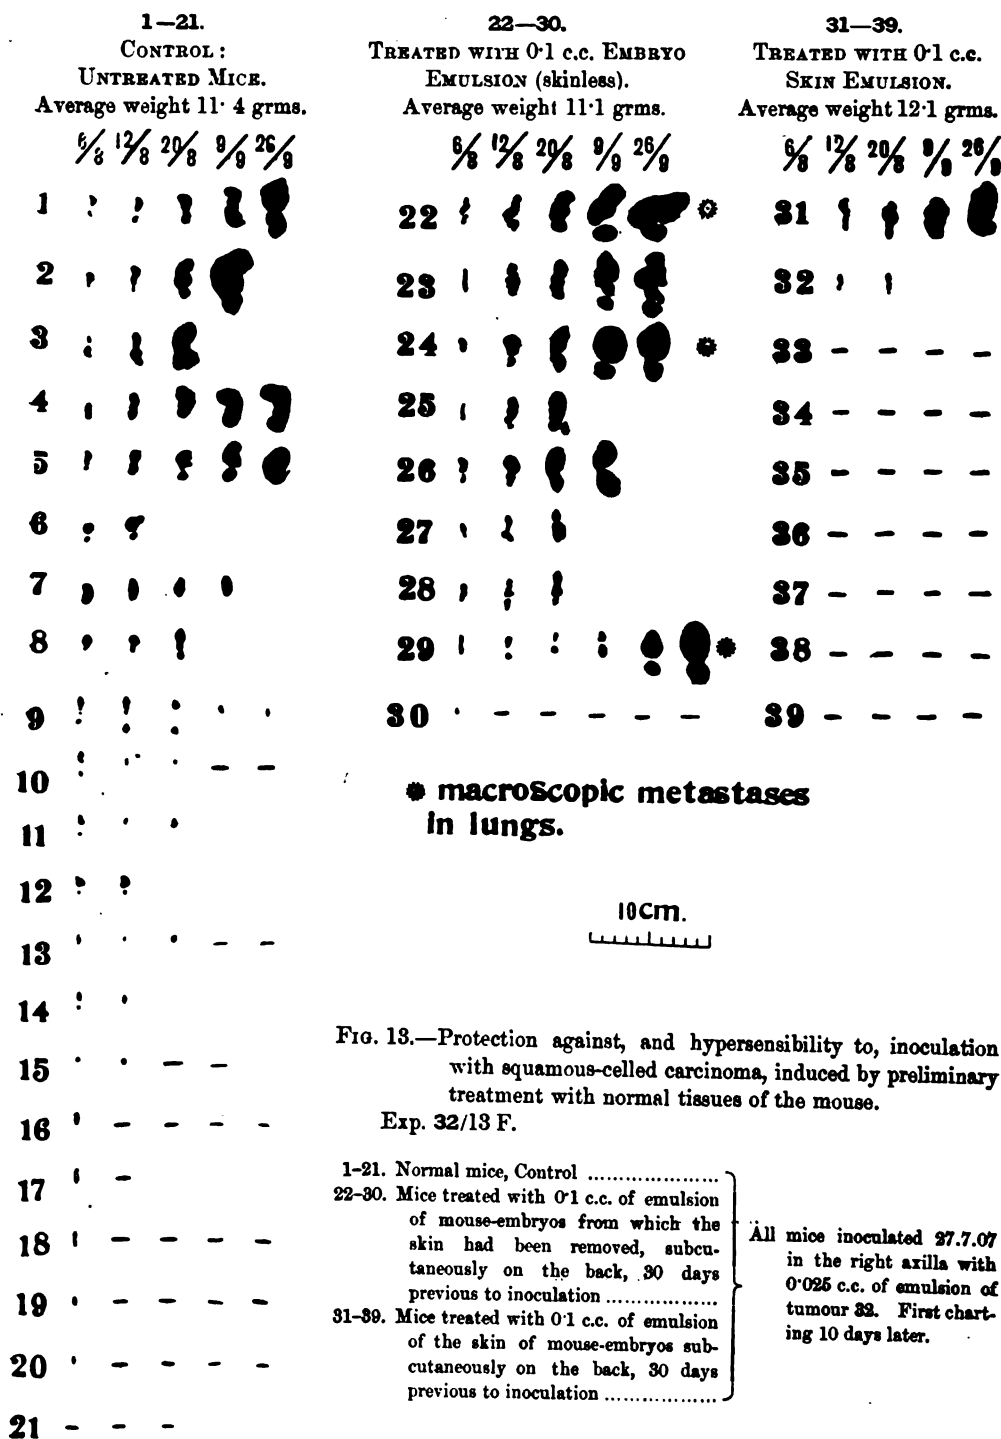 1—21.
CONTROL:
UNTREATED MICE.
Average weight 11·4 grms.
6/8 12/8 20/8 9/9 26/9
1
2
3
4
5
6
7
8
9
10
11
12
13
14
15
16
17
18
19
20
21
22—30.
TREATED WITH 0·1 c.c. EMBRYO
EMULSION (skinless).
Average weight 11·1 grms.
6/8 12/8 20/8 9/9 26/9
22
23
24
25
26
27
28
29
30
31—39.
TREATED WITH 0·1 c.c.
SKIN EMULSION.
Average weight 12·1 grms.
6/8 12/8 20/8 9/9 26/9
31
32
33
34
35
36
37
38
39
* macroscopic metastases
in lungs.
10cm.
FIG. 13.—Protection against, and hypersensibility to, inoculation
with squamous-celled carcinoma, induced by preliminary
treatment with normal tissues of the mouse.
Exp. 32/13 F.
1–21. Normal mice, Control .....................
22–30. Mice treated with 0·1 c.c. of emulsion
of mouse-embryos from which the
skin had been removed, subcu-
taneously on the back, 30 days
previous to inoculation ..................
31–39. Mice treated with 0·1 c.c. of emulsion
of the skin of mouse-embryos sub-
cutaneously on the back, 30 days
previous to inoculation ..................
All mice inoculated 27.7.07
in the right axilla with
0·025 c.c. of emulsion of
tumour 32. First chart-
ing 10 days later.